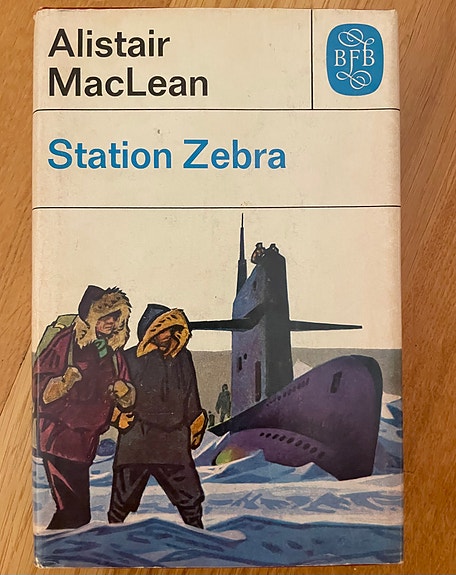 Alistair
BFB
MacLean
Station Zebra